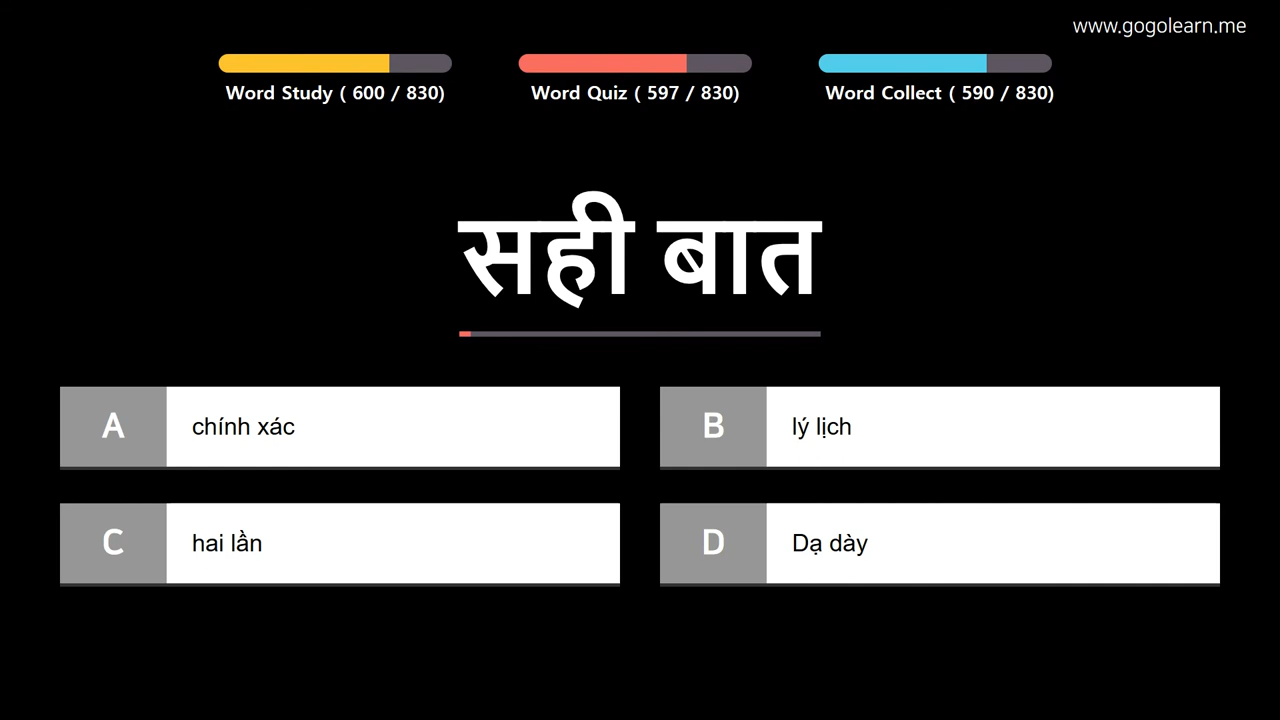 www.gogolearn.me
Word Study ( 600 / 830)
Word Quiz ( 597 / 830)
Word Collect ( 590 / 830)
सही बात
A chính xác
B lý lịch
C hai lần
D Dạ dày